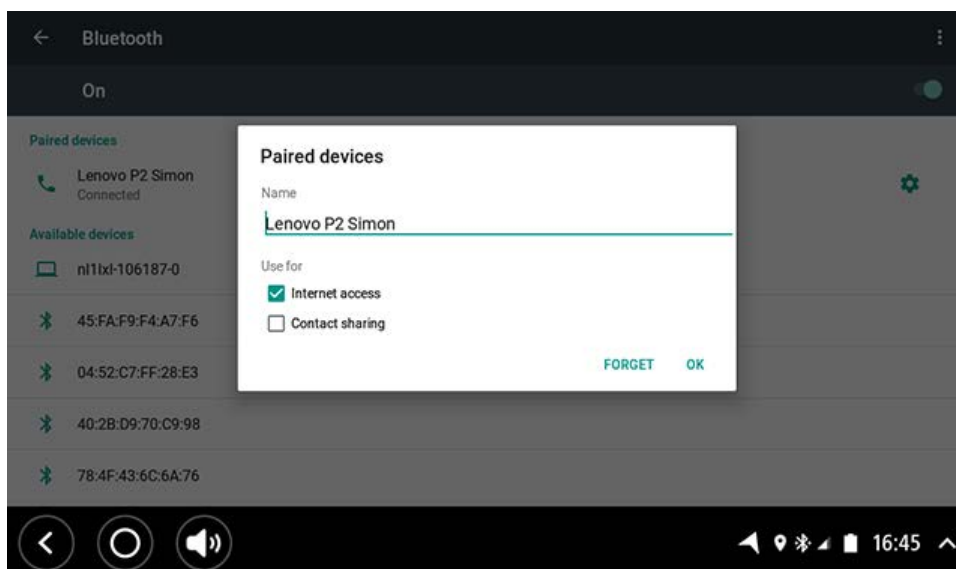 Bluetooth
On
Paired devices
Lenovo P2 Simon
Connected
Available devices
nl1lxl-106187-0
45:FA:F9:F4:A7:F6
04:52:C7:FF:28:E3
40:2B:D9:70:C9:98
78:4F:43:6C:6A:76
Paired devices
Name
Lenovo P2 Simon
Use for
Internet access
Contact sharing
FORGET OK
16:45